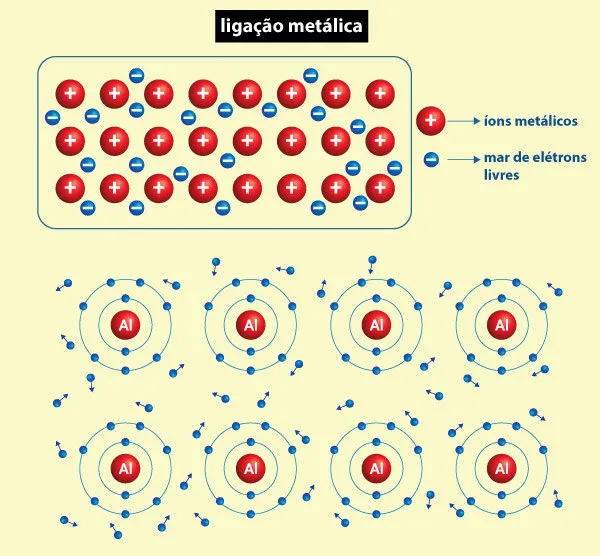 ligação metálica
+ + + + + + + +
+ + + + + + + +
+ + + + + + + +
+ íons metálicos
− mar de elétrons
livres
Al Al Al Al
Al Al Al Al